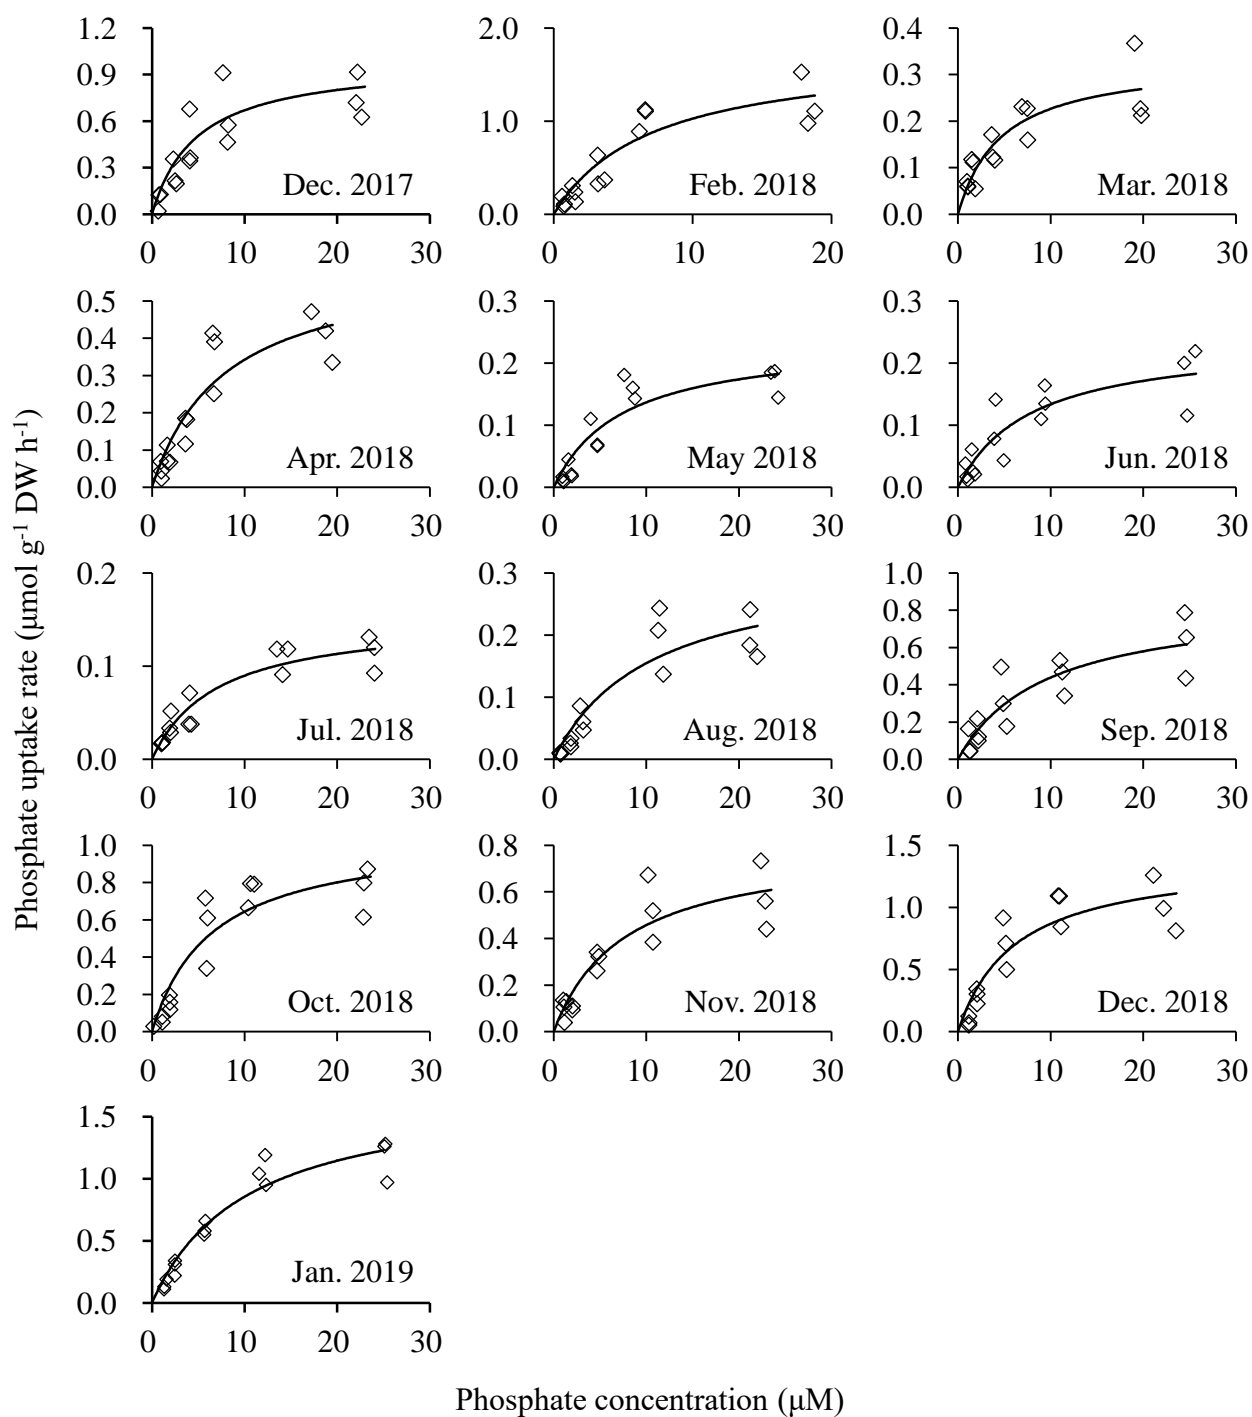 1.2
0.9
0.6
0.3
0.0
Dec. 2017
0 10 20 30
2.0
1.0
0.0
Feb. 2018
0 10 20
0.4
0.3
0.2
0.1
0.0
Mar. 2018
0 10 20 30
0.5
0.4
0.3
0.2
0.1
0.0
Apr. 2018
0 10 20 30
0.3
0.2
0.1
0.0
May 2018
0 10 20 30
0.3
0.2
0.1
0.0
Jun. 2018
0 10 20 30
Phosphate uptake rate (μmol g⁻¹ DW h⁻¹)
0.2
0.1
0.0
Jul. 2018
0 10 20 30
0.3
0.2
0.1
0.0
Aug. 2018
0 10 20 30
1.0
0.8
0.6
0.4
0.2
0.0
Sep. 2018
0 10 20 30
1.0
0.8
0.6
0.4
0.2
0.0
Oct. 2018
0 10 20 30
0.8
0.6
0.4
0.2
0.0
Nov. 2018
0 10 20 30
1.5
1.0
0.5
0.0
Dec. 2018
0 10 20 30
1.5
1.0
0.5
0.0
Jan. 2019
0 10 20 30
Phosphate concentration (μM)